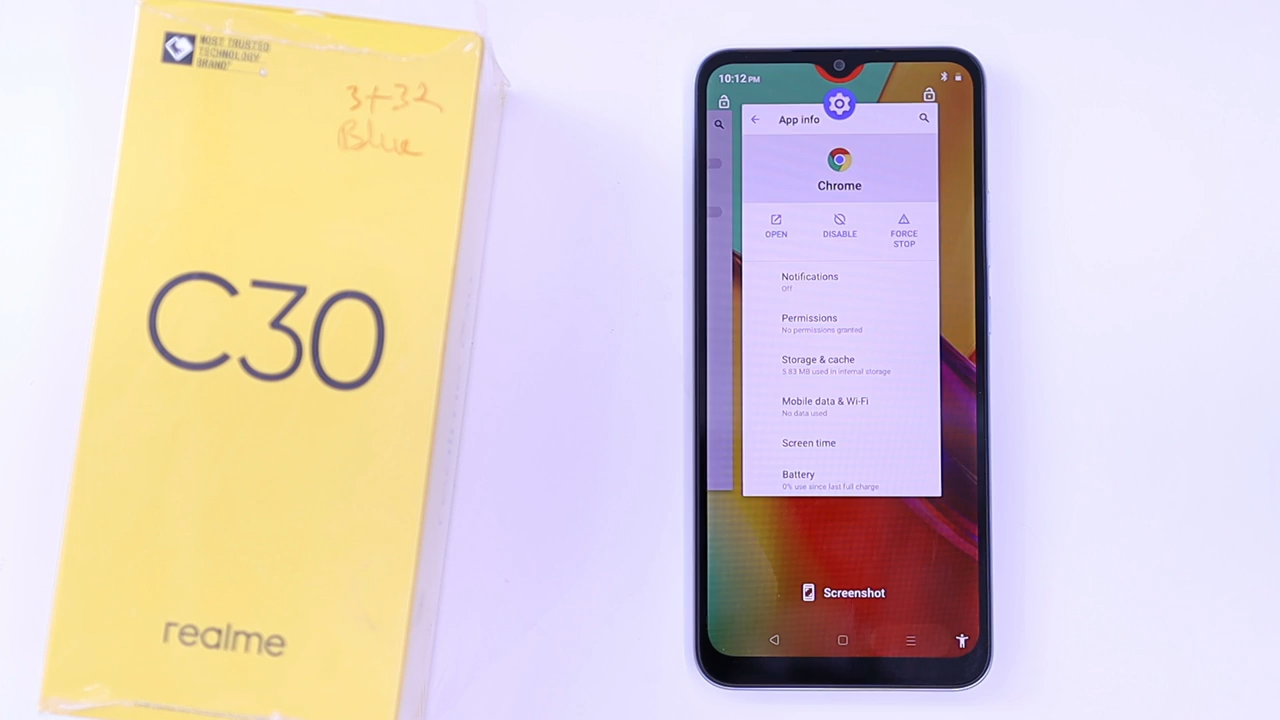 MOST TRUSTED
TECHNOLOGY
BRAND*
3+32
Blue
C30
realme
10:12 PM
App info
Chrome
OPEN
DISABLE
FORCE
STOP
Notifications
Off
Permissions
No permissions granted
Storage & cache
5.83 MB used in internal storage
Mobile data & Wi-Fi
No data used
Screen time
Battery
0% use since last full charge
Screenshot